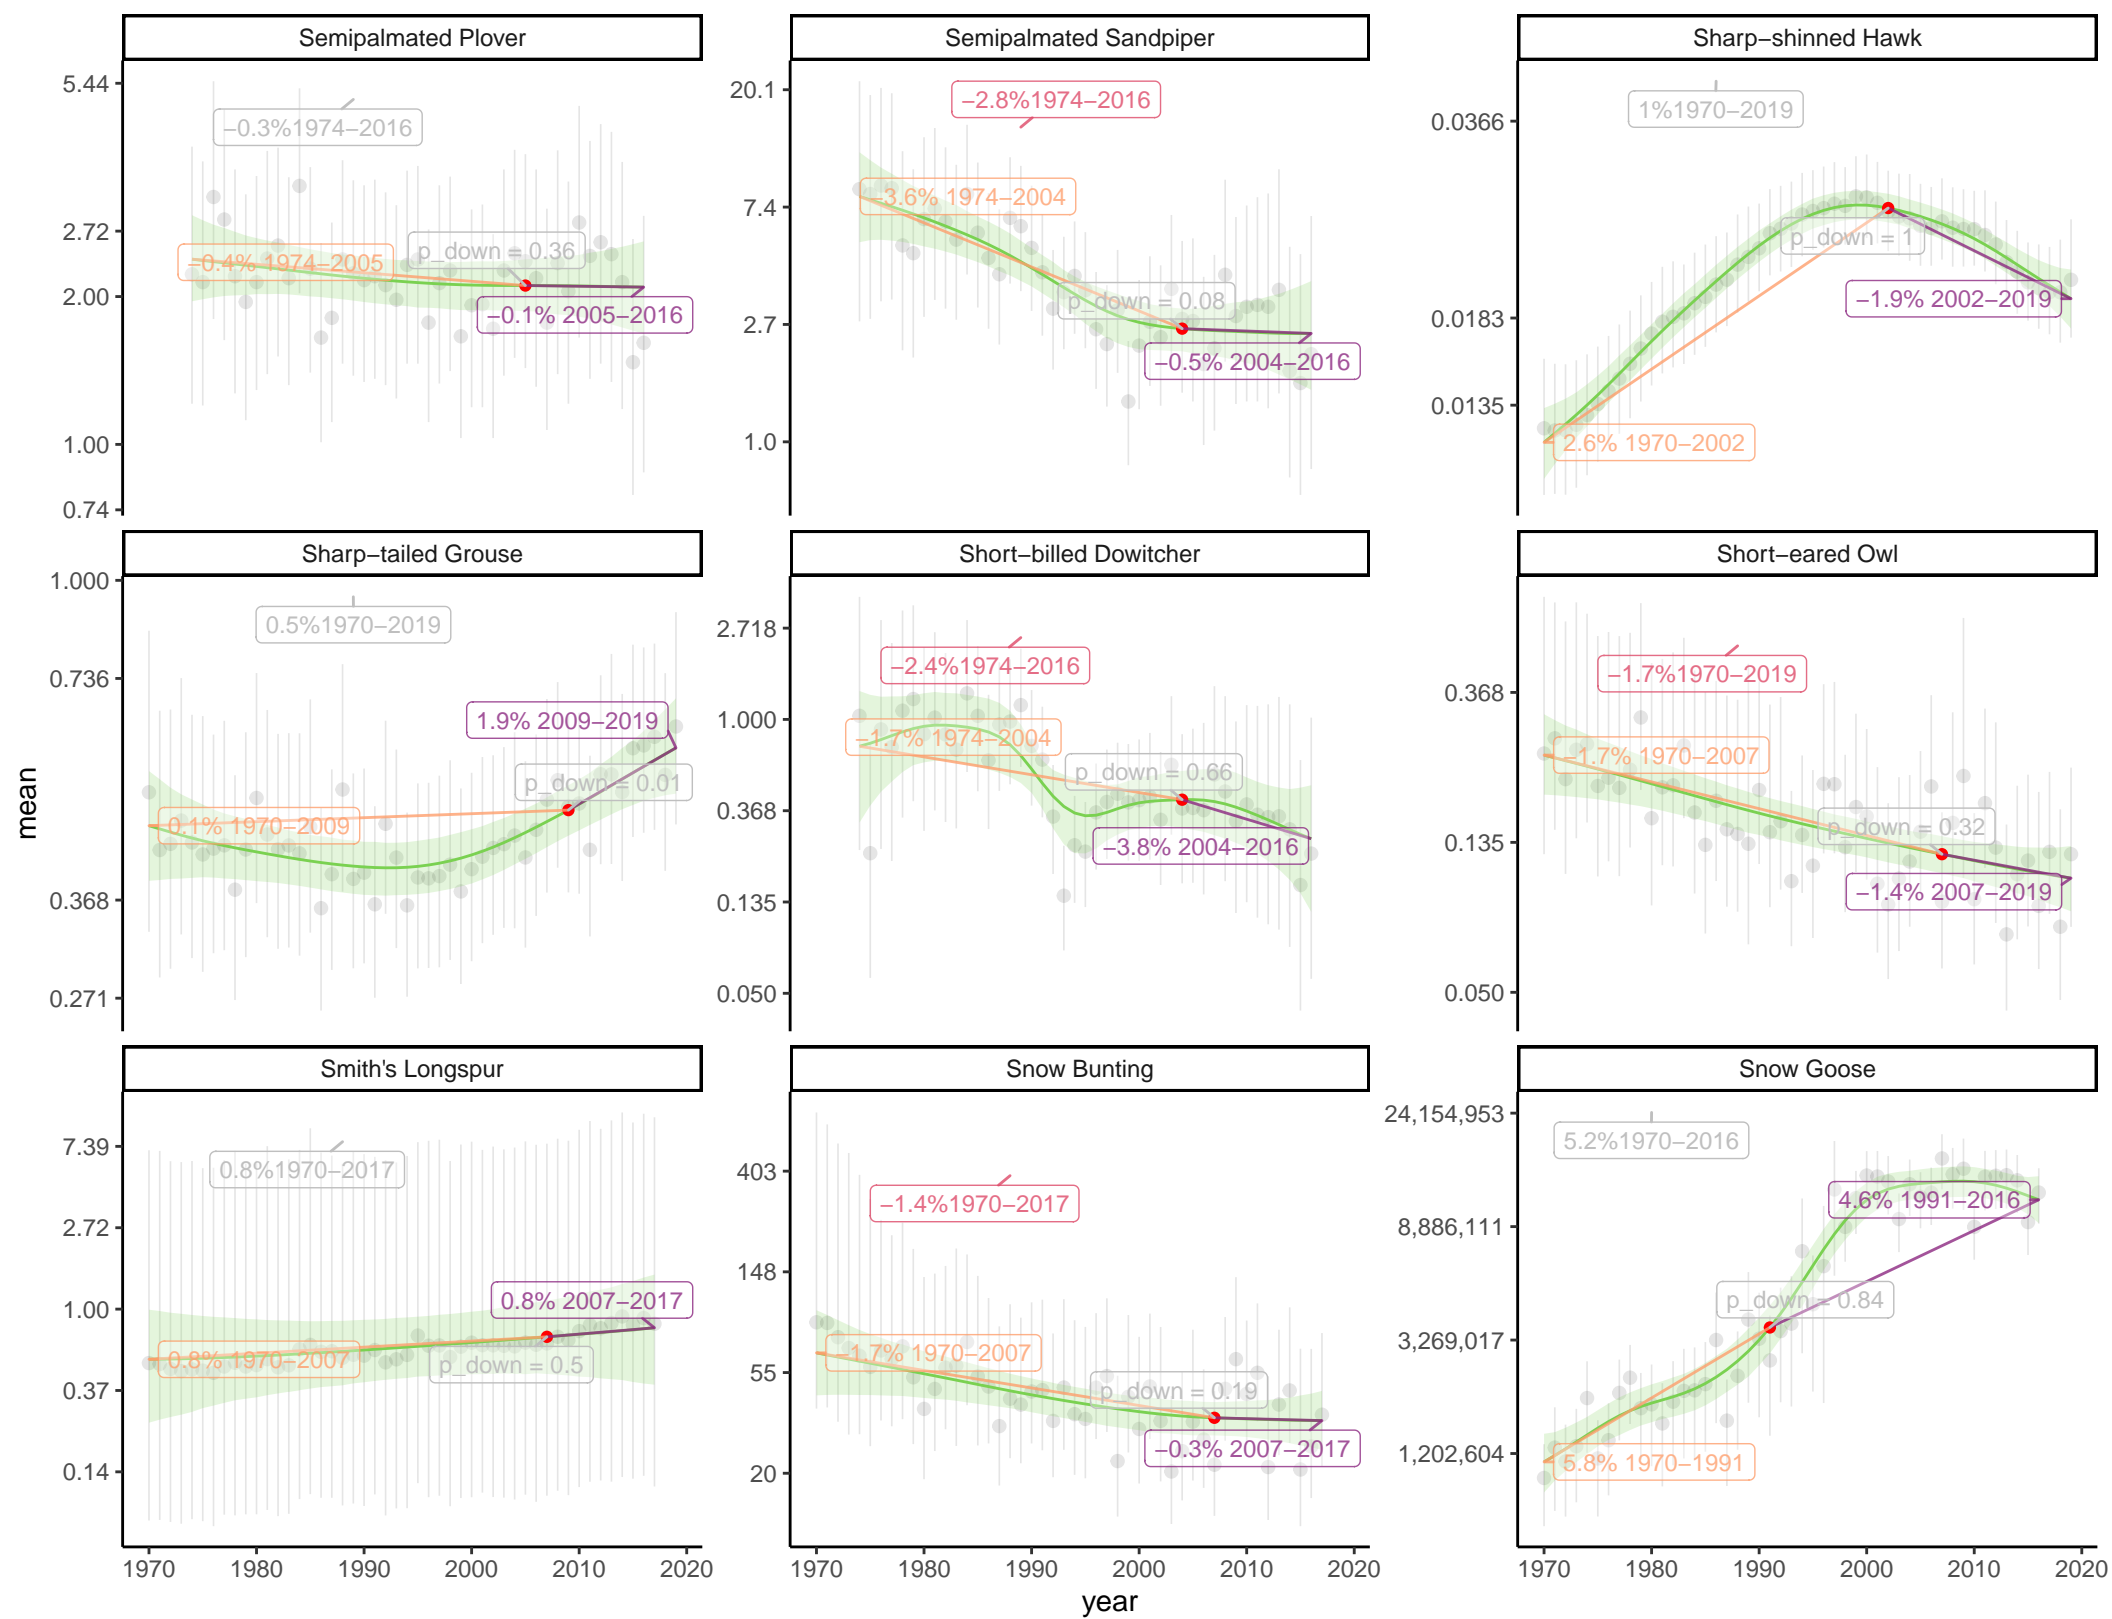 Semipalmated Plover
5.44
2.72
2.00
1.00
0.74
−0.3%1974−2016
−0.4% 1974−2005
p_down = 0.36
−0.1% 2005−2016
Semipalmated Sandpiper
20.1
7.4
2.7
1.0
−2.8%1974−2016
−3.6% 1974−2004
p_down = 0.08
−0.5% 2004−2016
Sharp−shinned Hawk
0.0366
0.0183
0.0135
1%1970−2019
p_down = 1
−1.9% 2002−2019
2.6% 1970−2002
Sharp−tailed Grouse
1.000
0.736
0.368
0.271
0.5%1970−2019
1.9% 2009−2019
p_down = 0.01
0.1% 1970−2009
Short−billed Dowitcher
2.718
1.000
0.368
0.135
0.050
−2.4%1974−2016
−1.7% 1974−2004
p_down = 0.66
−3.8% 2004−2016
Short−eared Owl
0.368
0.135
0.050
−1.7%1970−2019
−1.7% 1970−2007
p_down = 0.32
−1.4% 2007−2019
mean
Smith's Longspur
7.39
2.72
1.00
0.37
0.14
0.8%1970−2017
0.8% 2007−2017
0.8% 1970−2007
p_down = 0.5
1970 1980 1990 2000 2010 2020
Snow Bunting
403
148
55
20
−1.4%1970−2017
−1.7% 1970−2007
p_down = 0.19
−0.3% 2007−2017
1970 1980 1990 2000 2010 2020
Snow Goose
24,154,953
8,886,111
3,269,017
1,202,604
5.2%1970−2016
4.6% 1991−2016
p_down = 0.84
5.8% 1970−1991
1970 1980 1990 2000 2010 2020
year